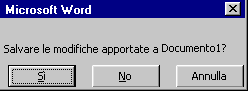 Microsoft Word
Salvare le modifiche apportate a Documento1?
Sì No Annulla